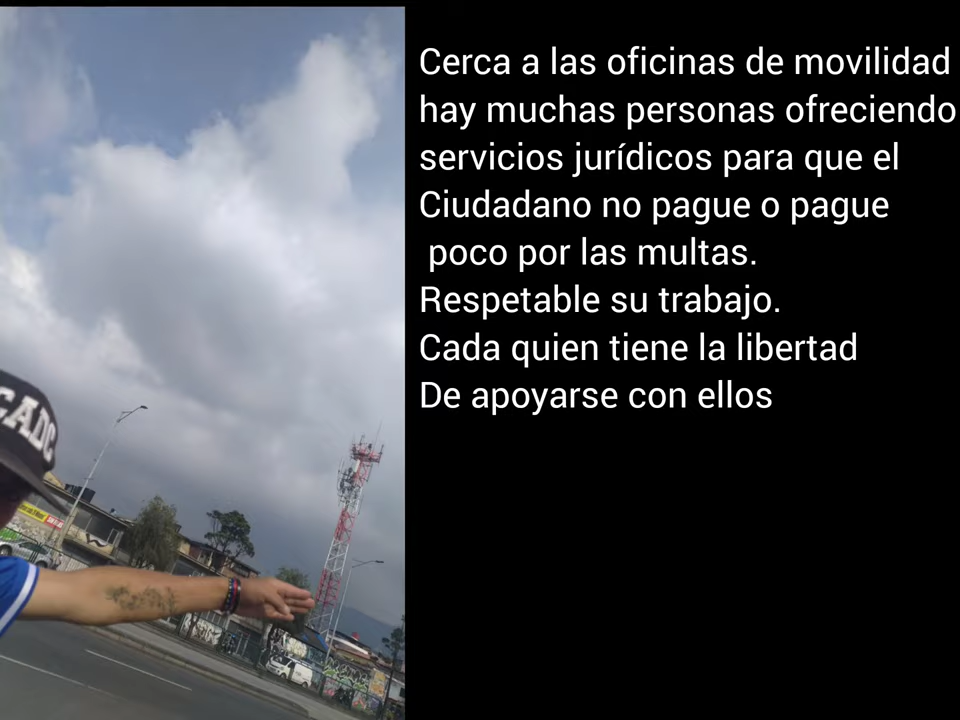 Cerca a las oficinas de movilidad
hay muchas personas ofreciendo
servicios jurídicos para que el
Ciudadano no pague o pague
poco por las multas.
Respetable su trabajo.
Cada quien tiene la libertad
De apoyarse con ellos